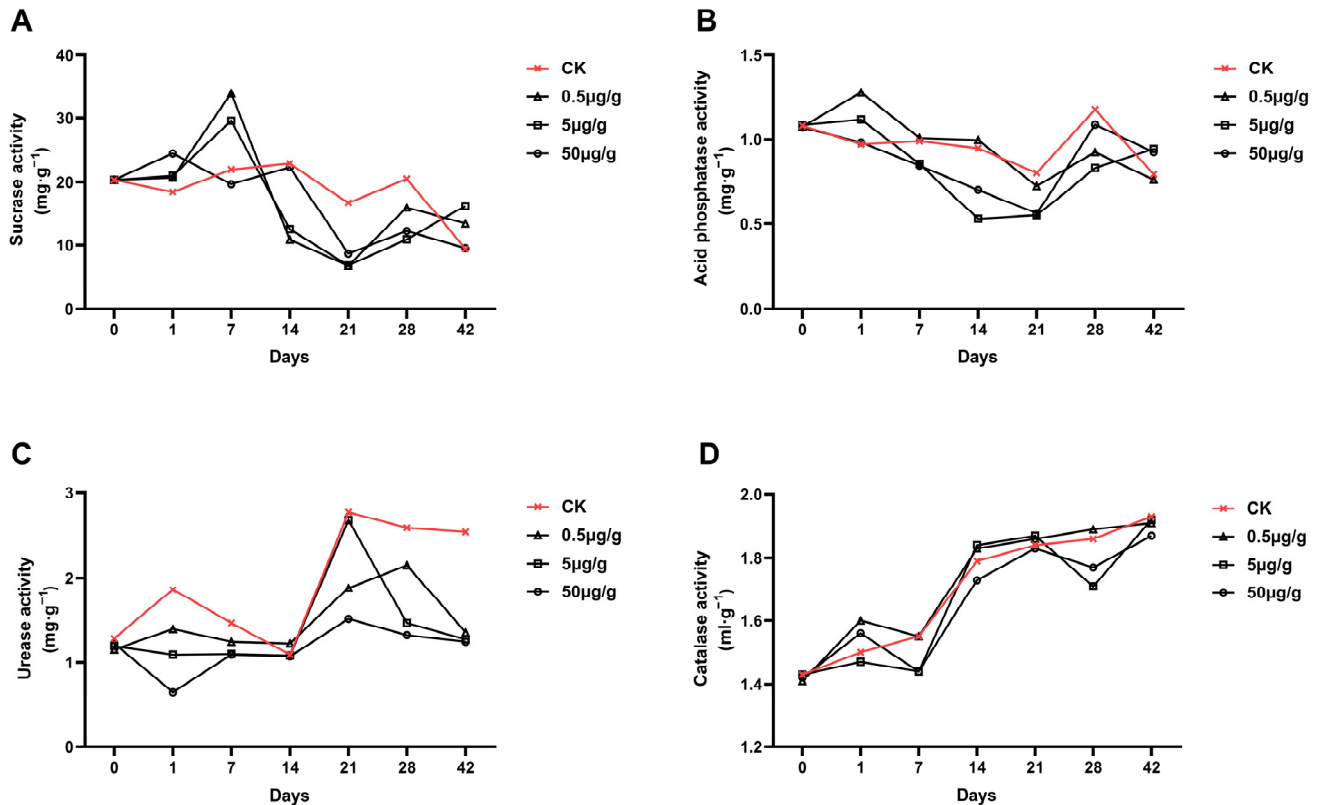 A
Sucrase activity
(mg·g⁻¹)
40
30
20
10
0
0 1 7 14 21 28 42
Days
CK
0.5μg/g
5μg/g
50μg/g
B
Acid phosphatase activity
(mg·g⁻¹)
1.5
1.0
0.5
0.0
0 1 7 14 21 28 42
Days
CK
0.5μg/g
5μg/g
50μg/g
C
Urease activity
(mg·g⁻¹)
3
2
1
0
0 1 7 14 21 28 42
Days
CK
0.5μg/g
5μg/g
50μg/g
D
Catalase activity
(ml·g⁻¹)
2.0
1.8
1.6
1.4
1.2
0 1 7 14 21 28 42
Days
CK
0.5μg/g
5μg/g
50μg/g